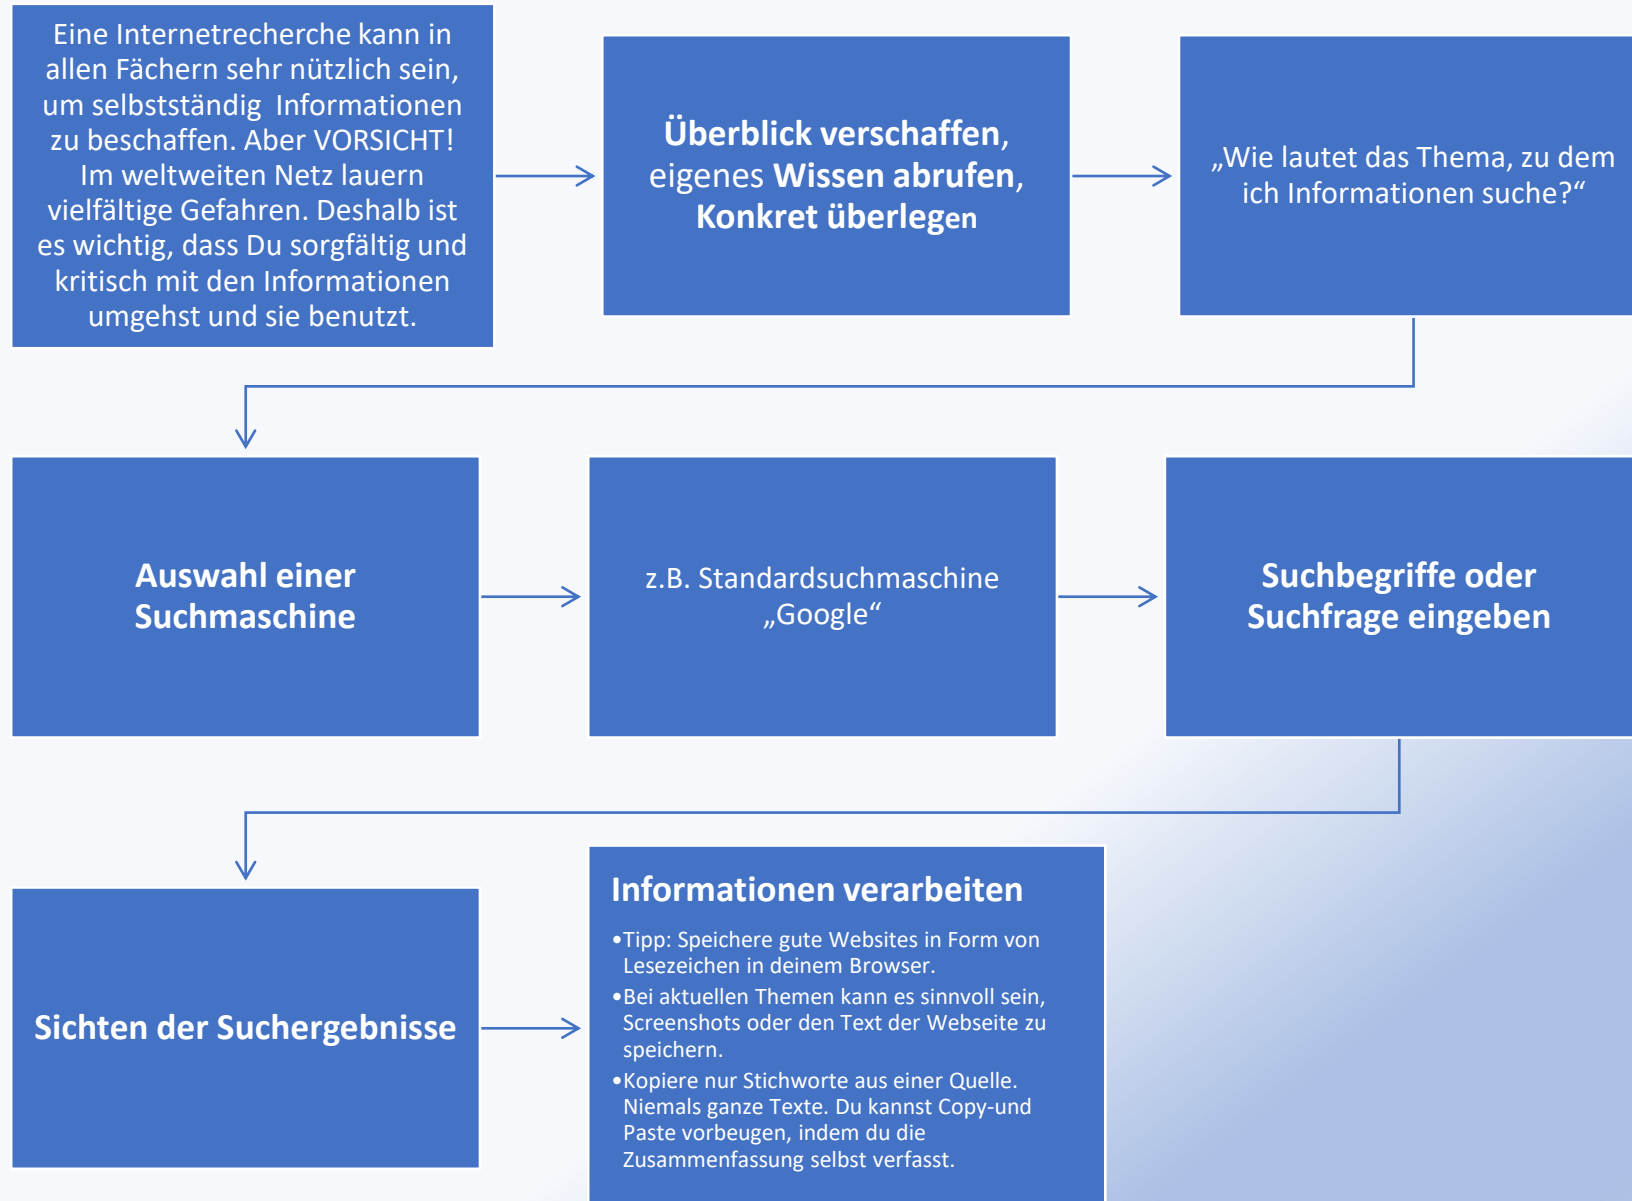 Eine Internetrecherche kann in
allen Fächern sehr nützlich sein,
um selbstständig  Informationen
zu beschaffen. Aber VORSICHT!
Im weltweiten Netz lauern
vielfältige Gefahren. Deshalb ist
es wichtig, dass Du sorgfältig und
kritisch mit den Informationen
umgehst und sie benutzt.
Überblick verschaffen,
eigenes Wissen abrufen,
Konkret überlegen
„Wie lautet das Thema, zu dem
ich Informationen suche?“
Auswahl einer
Suchmaschine
z.B. Standardsuchmaschine
„Google“
Suchbegriffe oder
Suchfrage eingeben
Sichten der Suchergebnisse
Informationen verarbeiten
•Tipp: Speichere gute Websites in Form von
Lesezeichen in deinem Browser.
•Bei aktuellen Themen kann es sinnvoll sein,
Screenshots oder den Text der Webseite zu
speichern.
•Kopiere nur Stichworte aus einer Quelle.
Niemals ganze Texte. Du kannst Copy-und
Paste vorbeugen, indem du die
Zusammenfassung selbst verfasst.